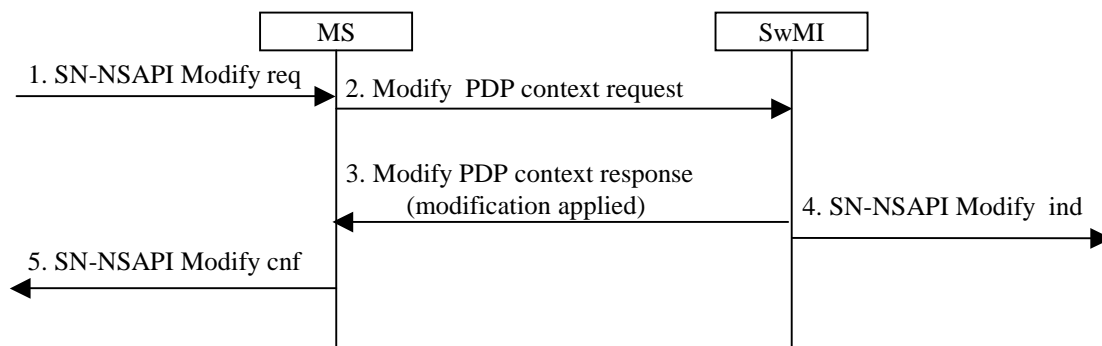 MS
SwMI
1. SN-NSAPI Modify req
2. Modify PDP context request
3. Modify PDP context response
(modification applied)
4. SN-NSAPI Modify ind
5. SN-NSAPI Modify cnf